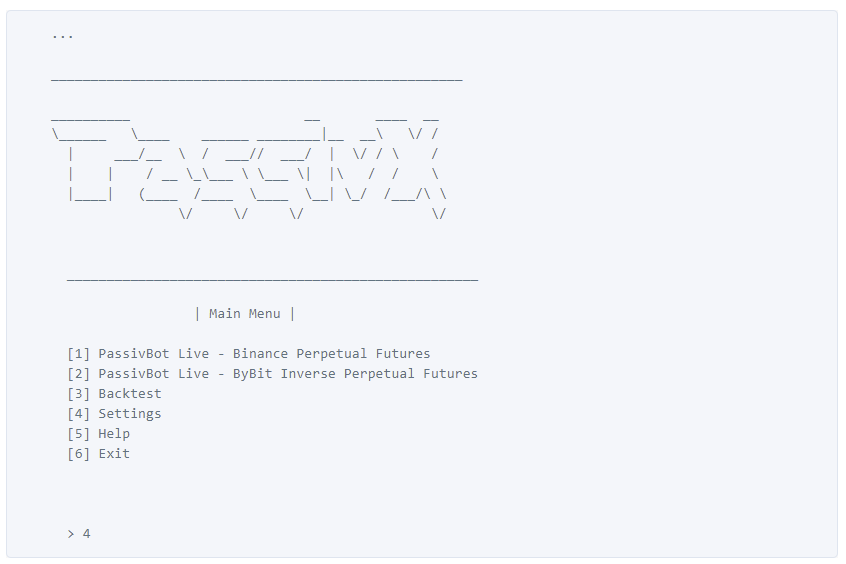 ...
PassivX
| Main Menu |
[1] PassivBot Live - Binance Perpetual Futures
[2] PassivBot Live - ByBit Inverse Perpetual Futures
[3] Backtest
[4] Settings
[5] Help
[6] Exit
> 4